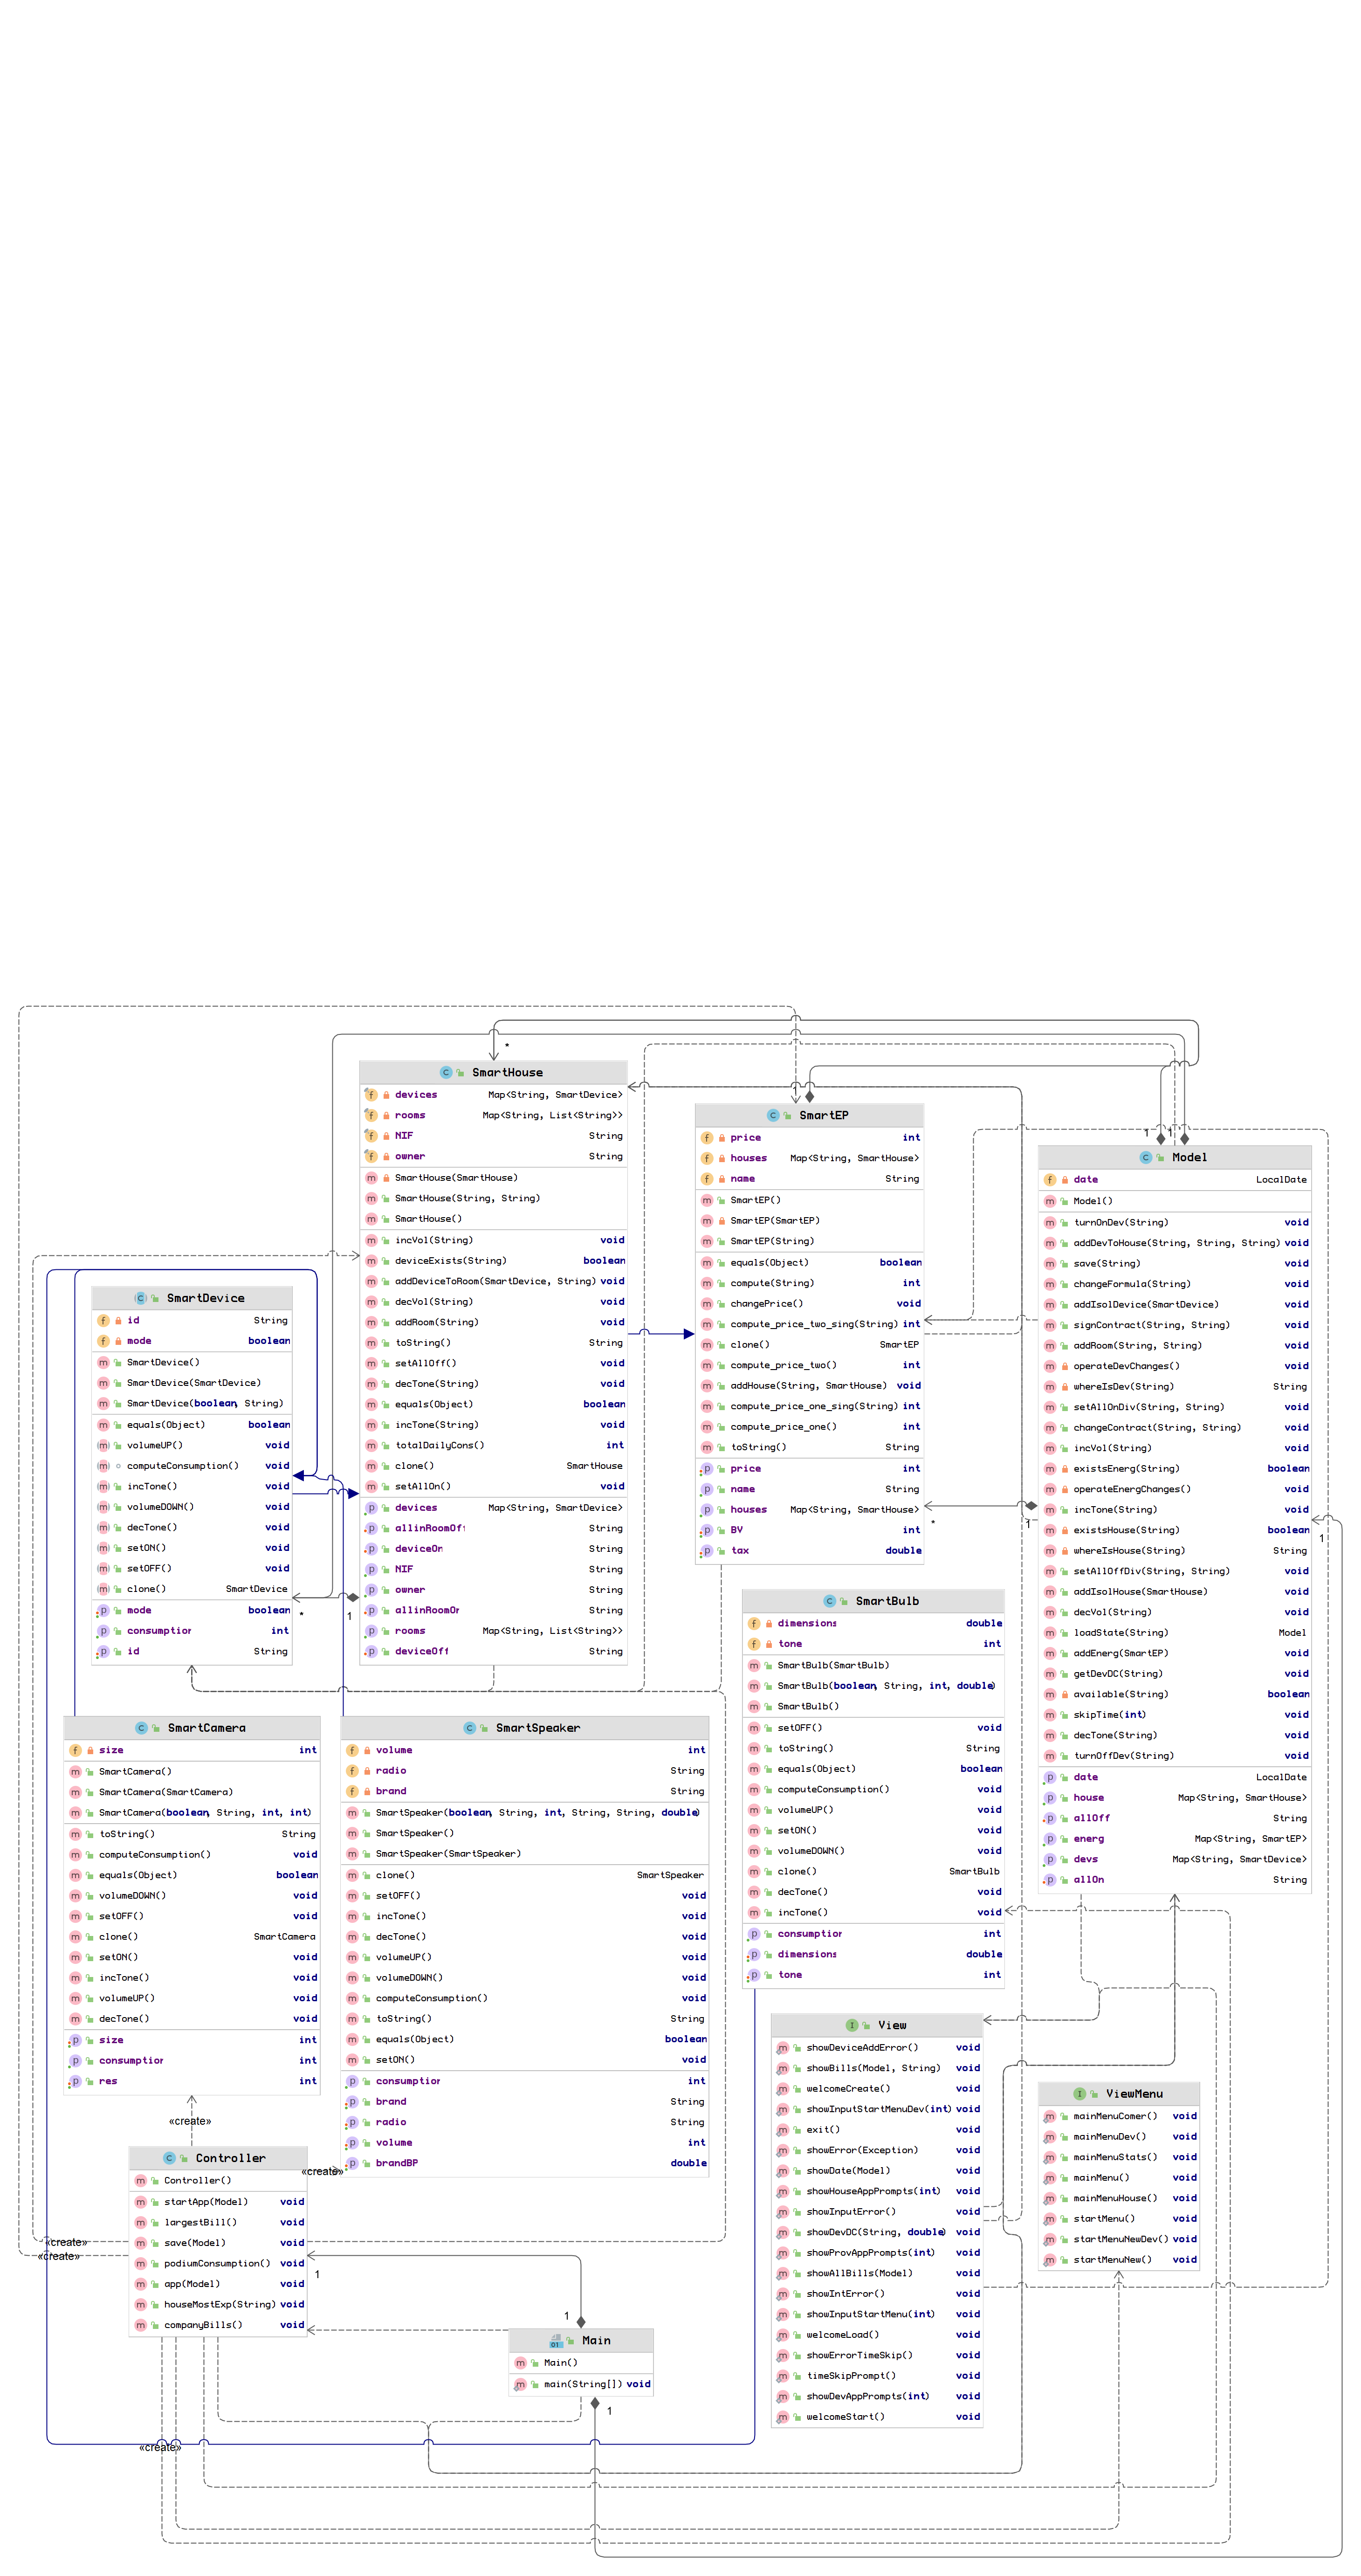 SmartHouse
devices Map<String, SmartDevice>
rooms Map<String, List<String>>
NIF String
owner String
SmartHouse(SmartHouse)
SmartHouse(String, String)
SmartHouse()
incVol(String) void
deviceExists(String) boolean
addDeviceToRoom(SmartDevice, String) void
decVol(String) void
addRoom(String) void
toString() String
setAllOff() void
decTone(String) void
equals(Object) boolean
incTone(String) void
totalDailyCons() int
clone() SmartHouse
setAllOn() void
devices Map<String, SmartDevice>
allinRoomOf String
deviceOn String
NIF String
owner String
allinRoomOr String
rooms Map<String, List<String>>
deviceOff String
SmartEP
price int
houses Map<String, SmartHouse>
name String
SmartEP()
SmartEP(SmartEP)
SmartEP(String)
equals(Object) boolean
compute(String) int
changePrice() void
compute_price_two_sing(String) int
clone() SmartEP
compute_price_two() int
addHouse(String, SmartHouse) void
compute_price_one_sing(String) int
compute_price_one() int
toString() String
price int
name String
houses Map<String, SmartHouse>
BV int
tax double
Model
date LocalDate
Model()
turnOnDev(String) void
addDevToHouse(String, String, String) void
save(String) void
changeFormula(String) void
addIsolDevice(SmartDevice) void
signContract(String, String) void
addRoom(String, String) void
operateDevChanges() void
whereIsDev(String) String
setAllOnDiv(String, String) void
changeContract(String, String) void
incVol(String) void
existsEnerg(String) boolean
operateEnergChanges() void
incTone(String) void
existsHouse(String) boolean
whereIsHouse(String) String
setAllOffDiv(String, String) void
addIsolHouse(SmartHouse) void
decVol(String) void
loadState(String) Model
addEnerg(SmartEP) void
getDevDC(String) void
available(String) boolean
skipTime(int) void
decTone(String) void
turnOffDev(String) void
date LocalDate
house Map<String, SmartHouse>
allOff String
energ Map<String, SmartEP>
devs Map<String, SmartDevice>
allOn String
SmartDevice
id String
mode boolean
SmartDevice()
SmartDevice(SmartDevice)
SmartDevice(boolean, String)
equals(Object) boolean
volumeUP() void
computeConsumption() void
incTone() void
volumeDOWN() void
decTone() void
setON() void
setOFF() void
clone() SmartDevice
mode boolean
consumption int
id String
SmartBulb
dimensions double
tone int
SmartBulb(SmartBulb)
SmartBulb(boolean, String, int, double)
SmartBulb()
setOFF() void
toString() String
equals(Object) boolean
computeConsumption() void
volumeUP() void
setON() void
volumeDOWN() void
clone() SmartBulb
decTone() void
incTone() void
consumption int
dimensions double
tone int
SmartCamera
size int
SmartCamera()
SmartCamera(SmartCamera)
SmartCamera(boolean, String, int, int)
toString() String
computeConsumption() void
equals(Object) boolean
volumeDOWN() void
setOFF() void
clone() SmartCamera
setON() void
incTone() void
volumeUP() void
decTone() void
size int
consumption int
res int
SmartSpeaker
volume int
radio String
brand String
SmartSpeaker(boolean, String, int, String, String, double)
SmartSpeaker()
SmartSpeaker(SmartSpeaker)
clone() SmartSpeaker
setOFF() void
incTone() void
decTone() void
volumeUP() void
volumeDOWN() void
computeConsumption() void
toString() String
equals(Object) boolean
setON() void
consumption int
brand String
radio String
volume int
brandBP double
View
showDeviceAddError() void
showBills(Model, String) void
welcomeCreate() void
showInputStartMenuDev(int) void
exit() void
showError(Exception) void
showDate(Model) void
showHouseAppPrompts(int) void
showInputError() void
showDevDC(String, double) void
showProvAppPrompts(int) void
showAllBills(Model) void
showIntError() void
showInputStartMenu(int) void
welcomeLoad() void
showErrorTimeSkip() void
timeSkipPrompt() void
showDevAppPrompts(int) void
welcomeStart() void
ViewMenu
mainMenuComer() void
mainMenuDev() void
mainMenuStats() void
mainMenu() void
mainMenuHouse() void
startMenu() void
startMenuNewDev() void
startMenuNew() void
Controller
Controller()
startApp(Model) void
largestBill() void
save(Model) void
podiumConsumption() void
app(Model) void
houseMostExp(String) void
companyBills() void
Main
Main()
main(String[]) void
«create»
«create»
«create»
«create»
«create»
*
1
1
1
*
1
1
*
1
1
1
1